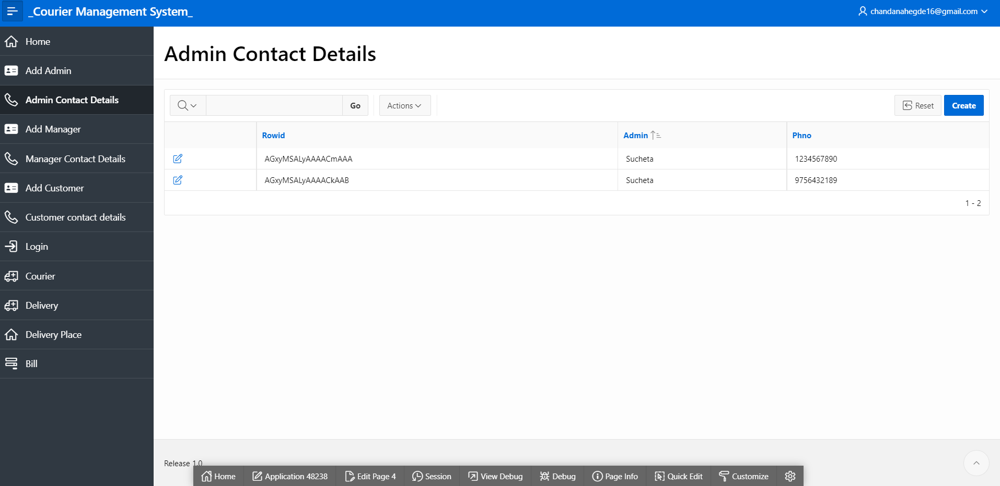 _Courier Management System_
chandanahegde16@gmail.com
Home
Add Admin
Admin Contact Details
Add Manager
Manager Contact Details
Add Customer
Customer contact details
Login
Courier
Delivery
Delivery Place
Bill
Admin Contact Details
Go Actions Reset Create
Rowid Admin Phno
AGxyMSALyAAAACmAAA Sucheta 1234567890
AGxyMSALyAAAACkAAB Sucheta 9756432189
1 - 2
Release 1.0
Home Application 48238 Edit Page 4 Session View Debug Debug Page Info Quick Edit Customize